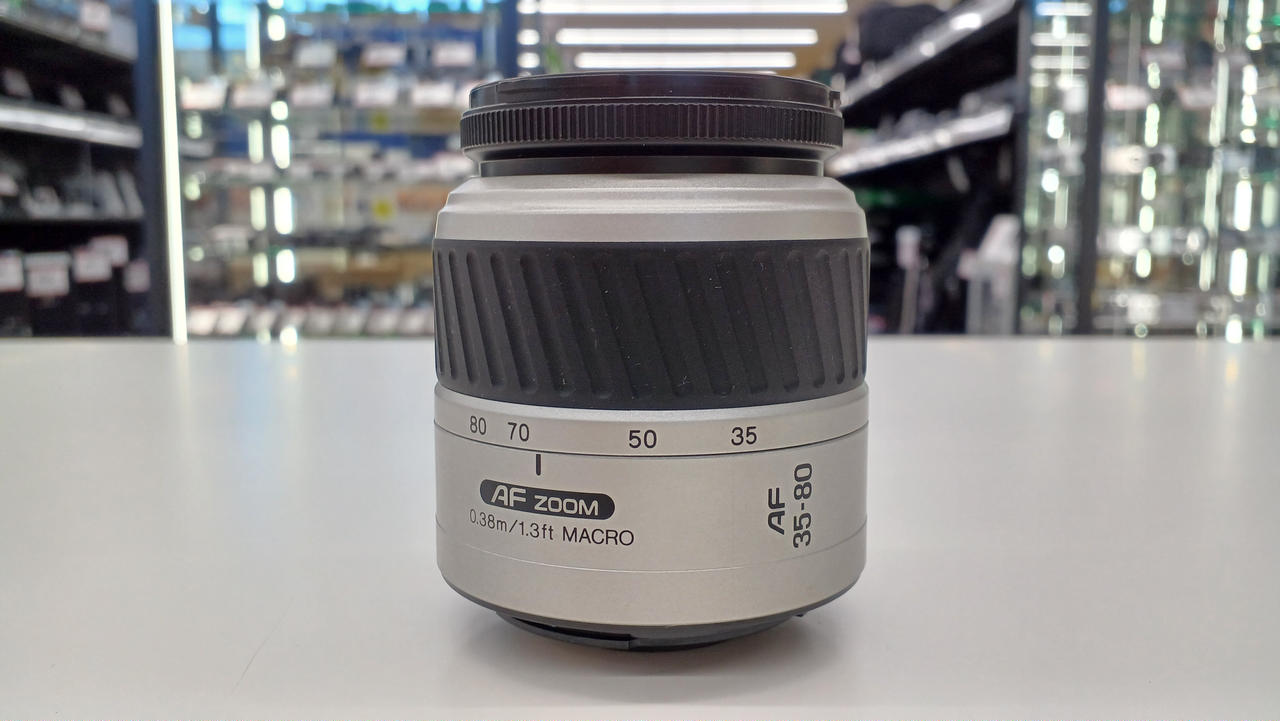 80 70 50 35
AF ZOOM
0.38m/1.3ft MACRO
AF
35-80